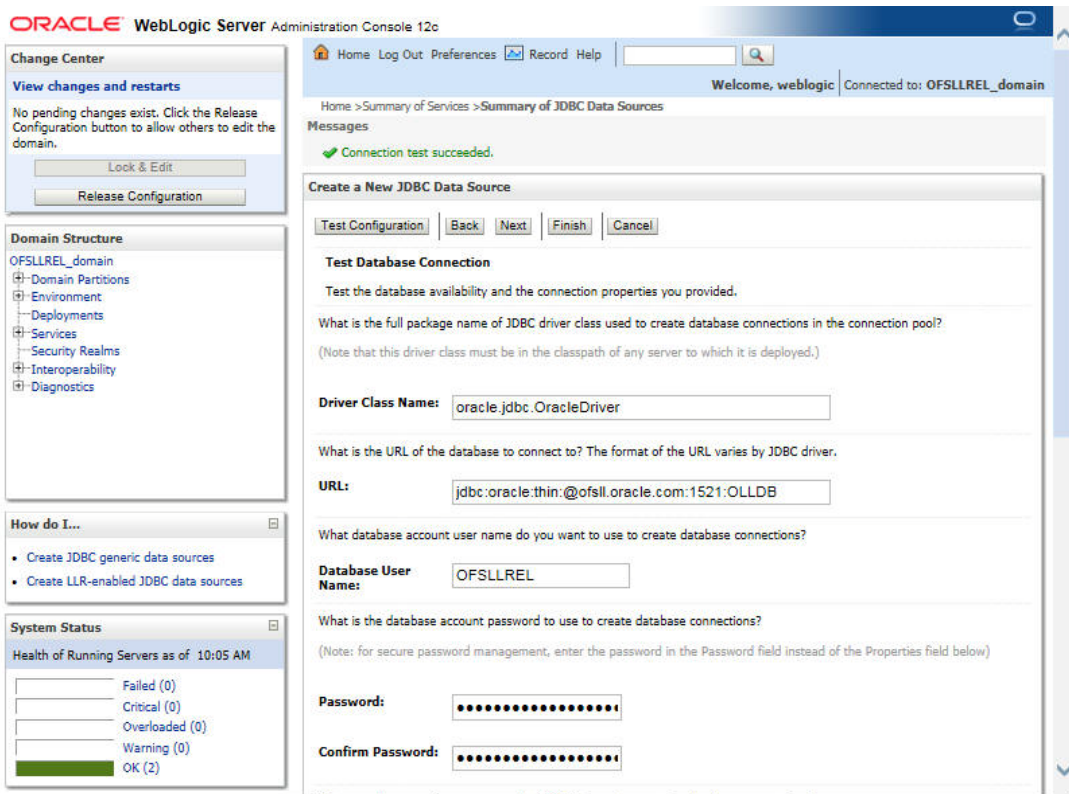 ORACLE WebLogic Server Administration Console 12c
Change Center
View changes and restarts
No pending changes exist. Click the Release
Configuration button to allow others to edit the
domain.
Lock & Edit
Release Configuration
Domain Structure
OFSLLREL_domain
Domain Partitions
Environment
Deployments
Services
Security Realms
Interoperability
Diagnostics
How do I...
Create JDBC generic data sources
Create LLR-enabled JDBC data sources
System Status
Health of Running Servers as of 10:05 AM
Failed (0)
Critical (0)
Overloaded (0)
Warning (0)
OK (2)
Home Log Out Preferences Record Help
Welcome, weblogic Connected to: OFSLLREL_domain
Home >Summary of Services >Summary of JDBC Data Sources
Messages
Connection test succeeded.
Create a New JDBC Data Source
Test Configuration Back Next Finish Cancel
Test Database Connection
Test the database availability and the connection properties you provided.
What is the full package name of JDBC driver class used to create database connections in the connection pool?
(Note that this driver class must be in the classpath of any server to which it is deployed.)
Driver Class Name: oracle.jdbc.OracleDriver
What is the URL of the database to connect to? The format of the URL varies by JDBC driver.
URL: jdbc:oracle:thin:@ofsll.oracle.com:1521:OLLDB
What database account user name do you want to use to create database connections?
Database User
Name: OFSLLREL
What is the database account password to use to create database connections?
(Note: for secure password management, enter the password in the Password field instead of the Properties field below)
Password:
Confirm Password: